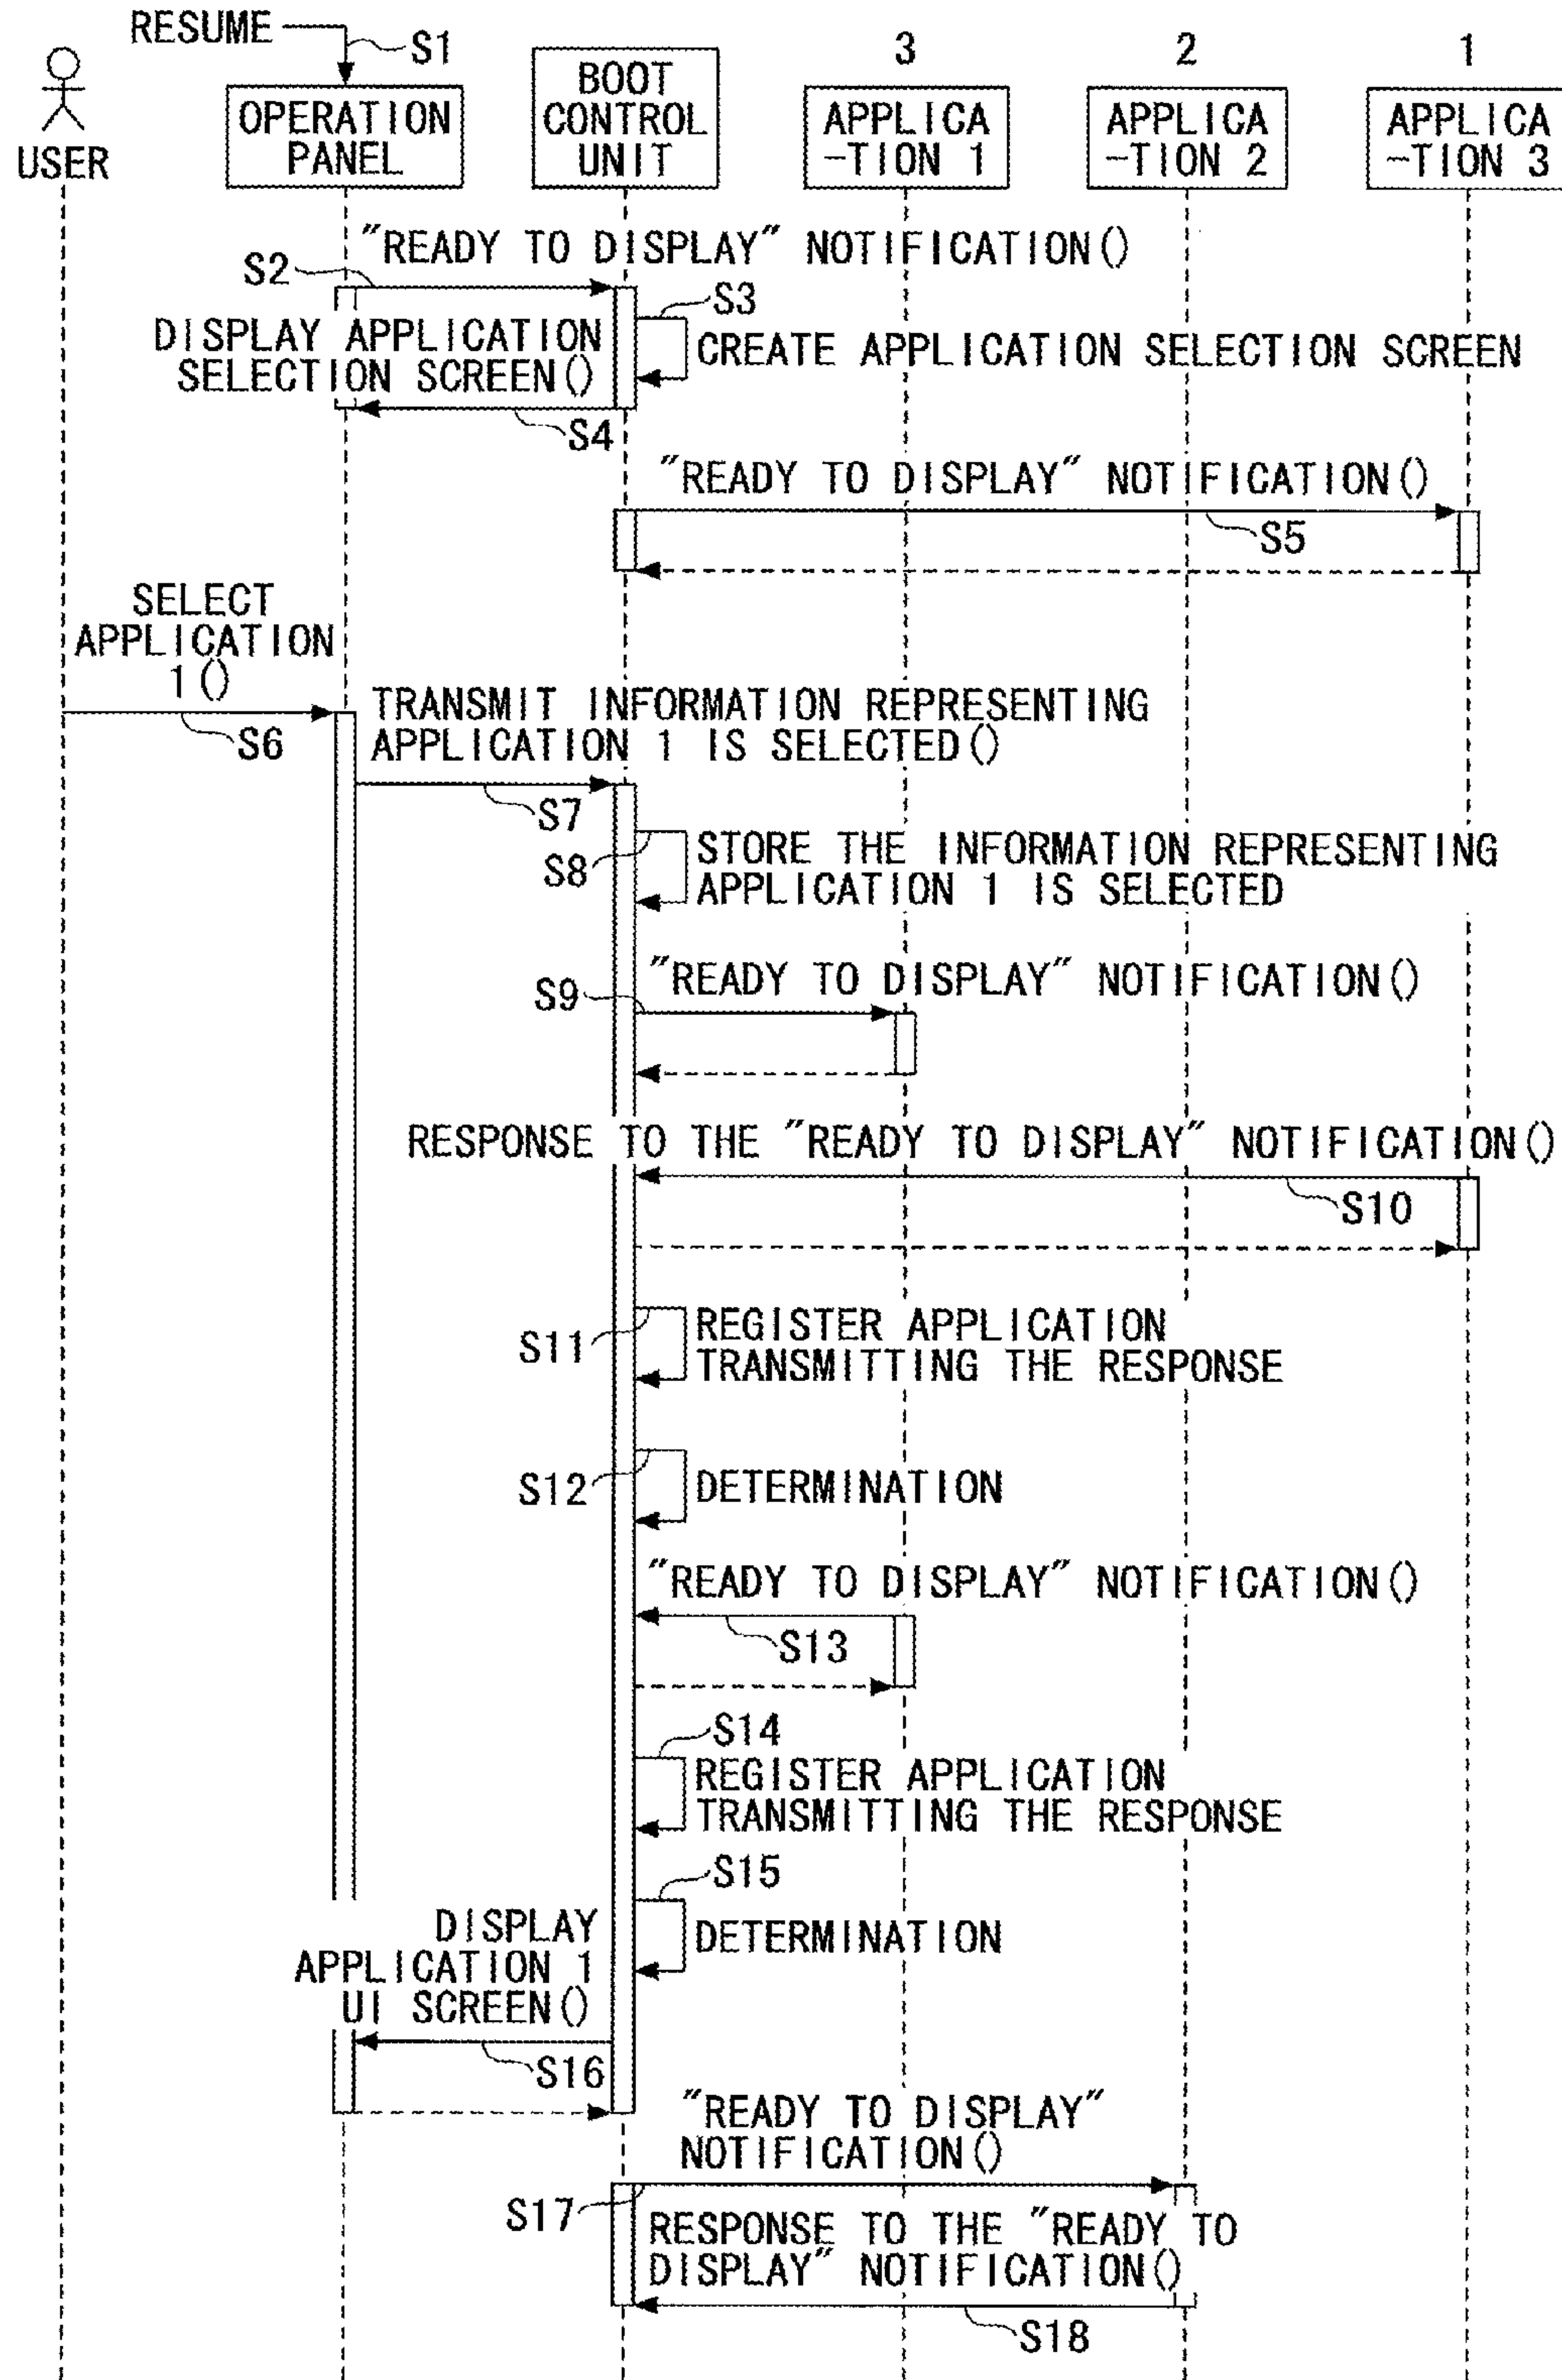 RESUME
S1
USER
OPERATION
PANEL
BOOT
CONTROL
UNIT
3
APPLICA
-TION 1
2
APPLICA
-TION 2
1
APPLICA
-TION 3
"READY TO DISPLAY" NOTIFICATION()
S2
S3
DISPLAY APPLICATION
SELECTION SCREEN()
CREATE APPLICATION SELECTION SCREEN
S4
"READY TO DISPLAY" NOTIFICATION()
S5
SELECT
APPLICATION
1()
S6
TRANSMIT INFORMATION REPRESENTING
APPLICATION 1 IS SELECTED()
S7
S8
STORE THE INFORMATION REPRESENTING
APPLICATION 1 IS SELECTED
"READY TO DISPLAY" NOTIFICATION()
S9
RESPONSE TO THE "READY TO DISPLAY" NOTIFICATION()
S10
S11
REGISTER APPLICATION
TRANSMITTING THE RESPONSE
S12
DETERMINATION
"READY TO DISPLAY" NOTIFICATION()
S13
S14
REGISTER APPLICATION
TRANSMITTING THE RESPONSE
S15
DETERMINATION
DISPLAY
APPLICATION 1
UI SCREEN()
S16
"READY TO DISPLAY"
NOTIFICATION()
S17
RESPONSE TO THE "READY TO
DISPLAY" NOTIFICATION()
S18